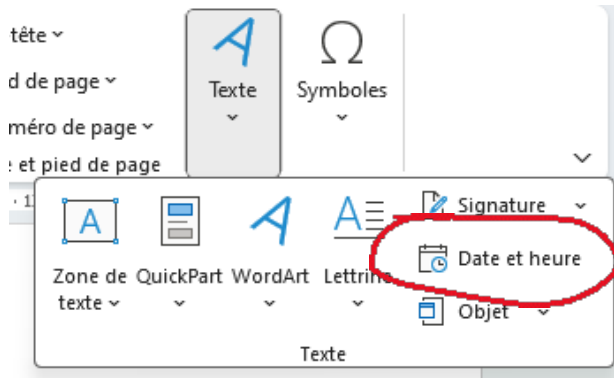 tête
d de page
méro de page
et pied de page
Texte
Symboles
A
Zone de texte
QuickPart
WordArt
Lettrine
Signature
Date et heure
Objet
Texte